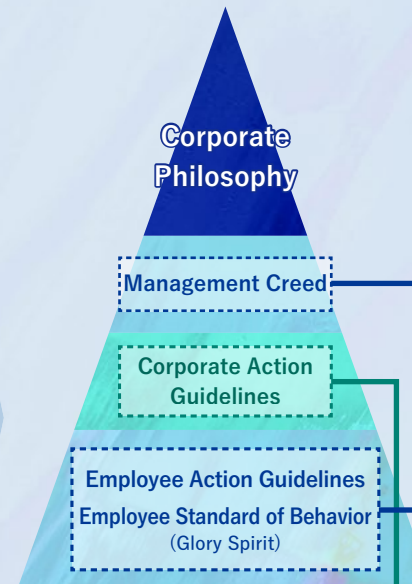 Corporate
Philosophy
Management Creed
Corporate Action
Guidelines
Employee Action Guidelines
Employee Standard of Behavior
(Glory Spirit)